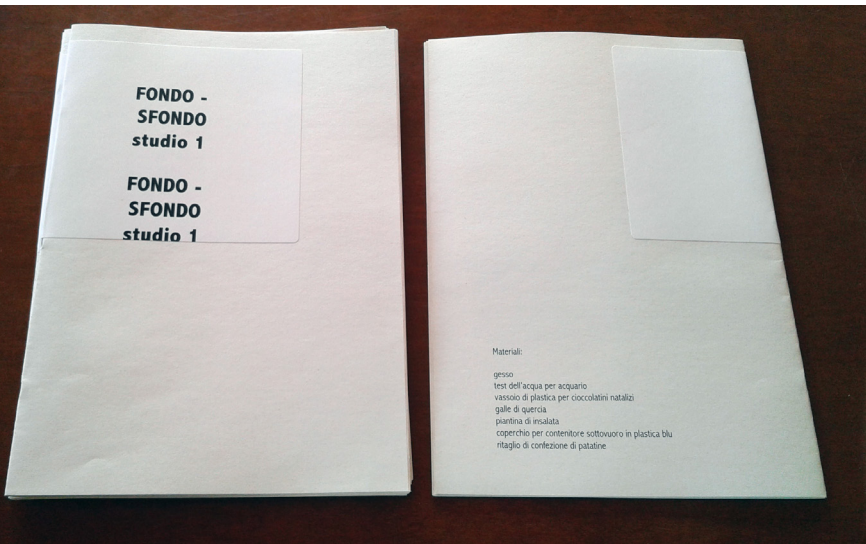 FONDO -
SFONDO
studio 1
FONDO -
SFONDO
studio 1
Materiali:
gesso
test dell'acqua per acquario
vassoio di plastica per cioccolatini natalizi
galle di quercia
piantina di insalata
coperchio per contenitore sottovuoto in plastica blu
ritaglio di confezione di patatine